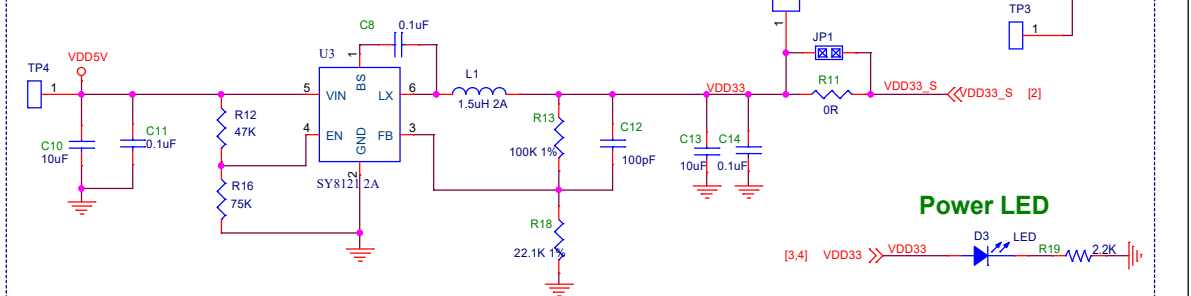 TP3
1
1
JP1
C8
0.1uF
U3
1
VDD5V
TP4
1
BS
5
VIN
LX
6
L1
1.5uH 2A
VDD33
R11
0R
VDD33_S
VDD33_S
[2]
R12
47K
4
EN
GND
FB
3
R13
100K 1%
C12
100pF
C10
10uF
C11
0.1uF
C13
10uF
C14
0.1uF
2
SY8121 2A
R16
75K
R18
22.1K 1%
Power LED
D3
LED
[3,4]
VDD33
VDD33
R19
2.2K